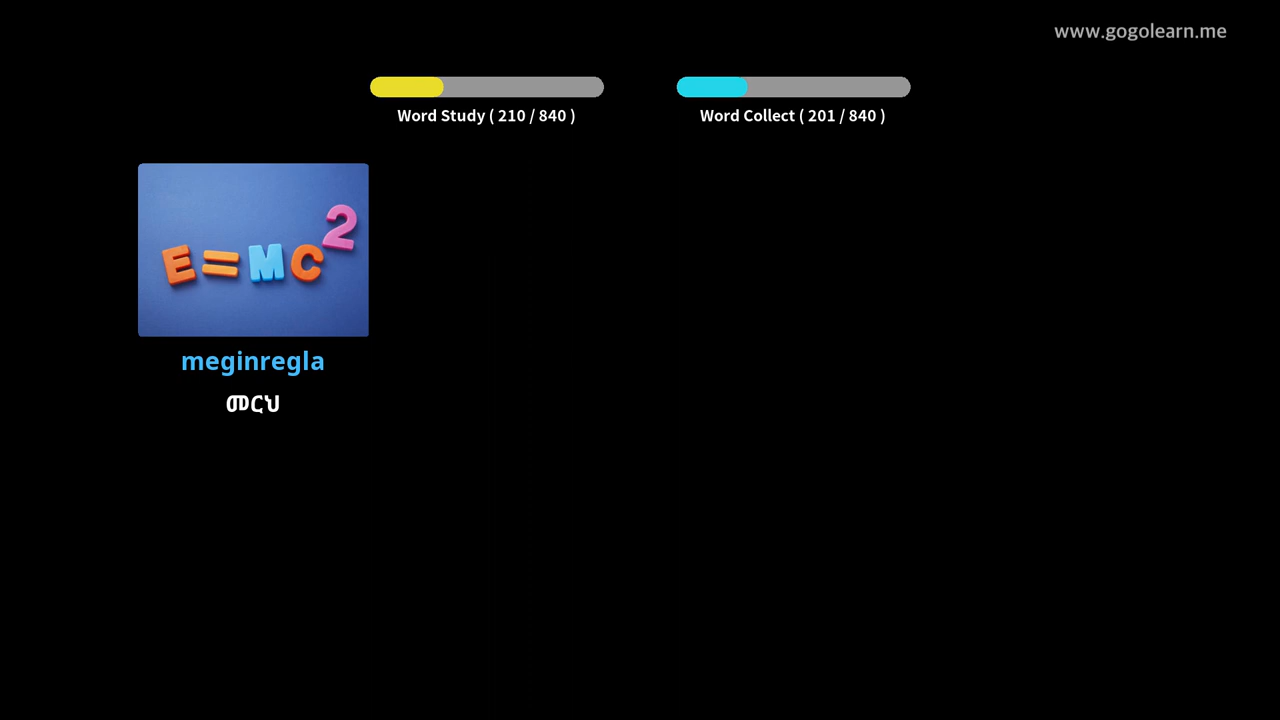 www.gogolearn.me
Word Study ( 210 / 840 )
Word Collect ( 201 / 840 )
E=MC²
meginregla
መርህ